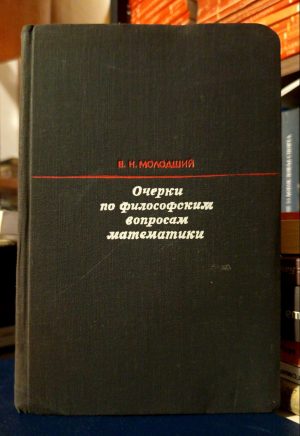 В. Н. МОЛОДШИЙ
Очерки
по философским
вопросам
математики